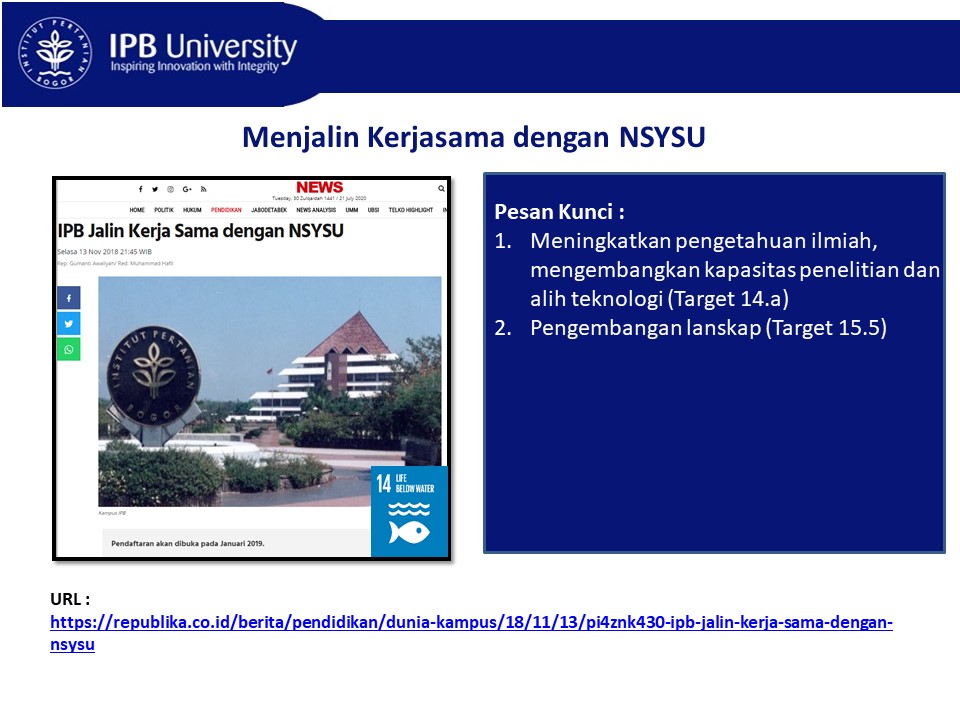 INSTITUT PERTANIAN BOGOR
IPB University
Inspiring Innovation with Integrity
Menjalin Kerjasama dengan NSYSU
NEWS
Tuesday, 30 Zulqaidah 1441 / 21 July 2020
HOME POLITIK HUKUM PENDIDIKAN JABODETABEK NEWS ANALYSIS UMM UBSI TELKO HIGHLIGHT
IPB Jalin Kerja Sama dengan NSYSU
Selasa 13 Nov 2018 21:45 WIB
Rep: Gumanti Awaliyah/ Red: Muhammad Hafil
INSTITUT PERTANIAN
BOGOR
14 LIFE
BELOW WATER
Kampus IPB
Pendaftaran akan dibuka pada Januari 2019.
Pesan Kunci :
1. Meningkatkan pengetahuan ilmiah,
mengembangkan kapasitas penelitian dan
alih teknologi (Target 14.a)
2. Pengembangan lanskap (Target 15.5)
URL :
https://republika.co.id/berita/pendidikan/dunia-kampus/18/11/13/pi4znk430-ipb-jalin-kerja-sama-dengan-
nsysu